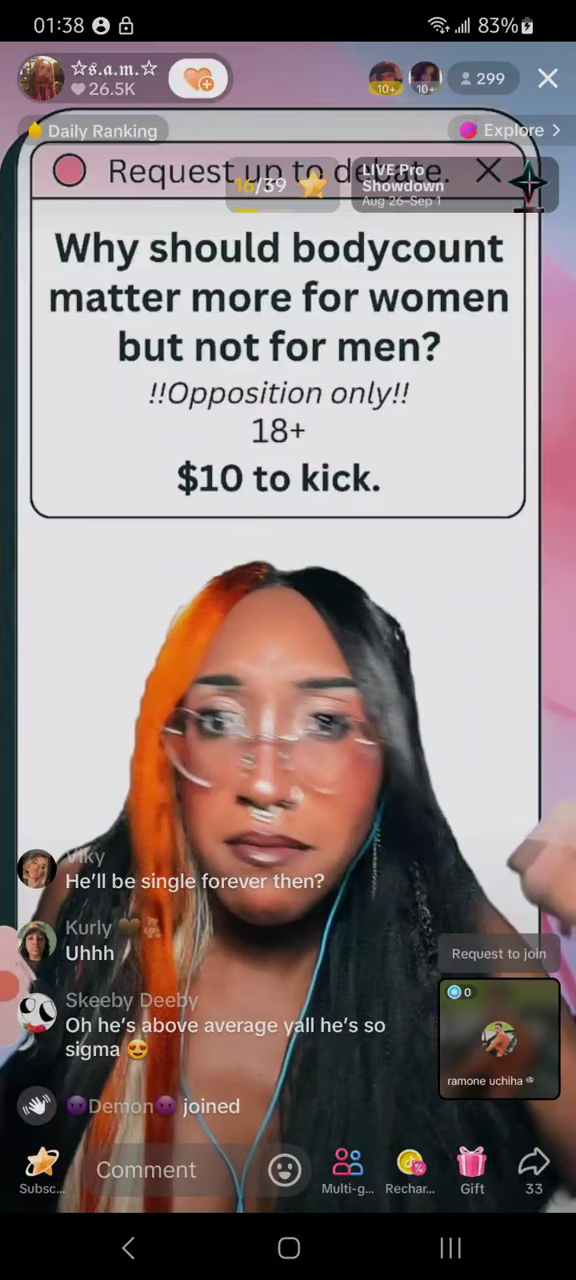 01:38
83%
☆𝖘.𝖆.𝖒.☆
26.5K
10+
10+
299
Daily Ranking
Explore
Request up to debate.
16/39
LIVE Pro
Showdown
Aug 26-Sep 1
Why should bodycount
matter more for women
but not for men?
!!Opposition only!!
18+
$10 to kick.
Viky
He'll be single forever then?
Kurly 🤎🧸
Uhhh
Skeeby Deeby
Oh he's above average yall he's so
sigma 😍
😈Demon😈 joined
Request to join
0
ramone uchiha
Comment
Subsc...
Multi-g...
Rechar...
Gift
33